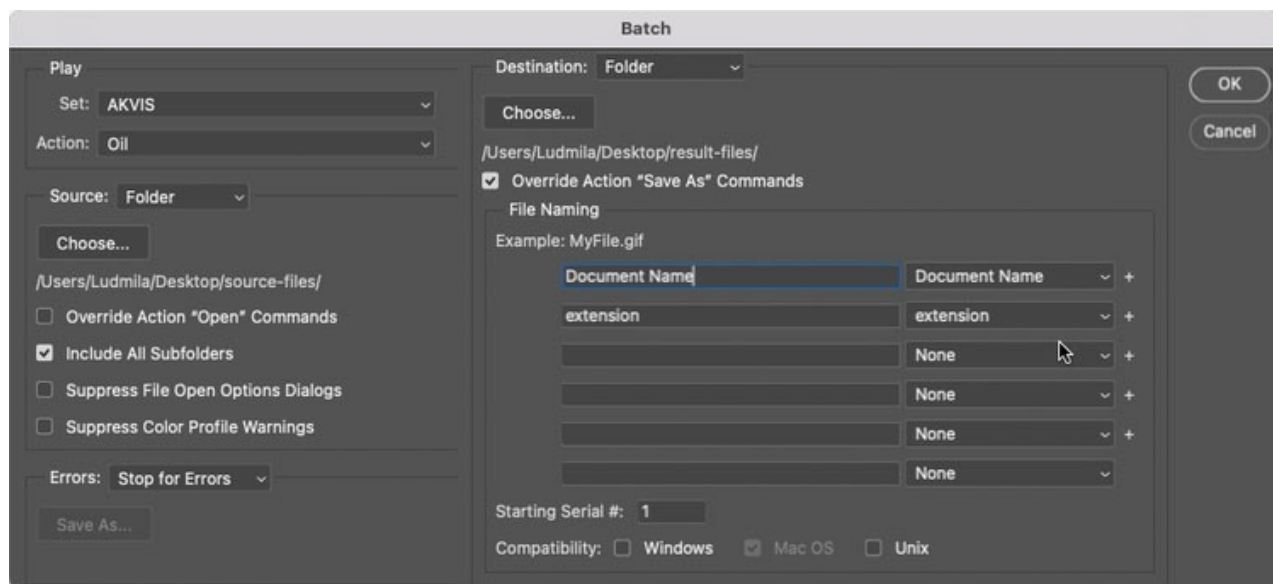 Batch
Play
Set: AKVIS
Action: Oil
Source: Folder
Choose...
/Users/Ludmila/Desktop/source-files/
Override Action "Open" Commands
Include All Subfolders
Suppress File Open Options Dialogs
Suppress Color Profile Warnings
Errors: Stop for Errors
Save As...
Destination: Folder
Choose...
/Users/Ludmila/Desktop/result-files/
Override Action "Save As" Commands
File Naming
Example: MyFile.gif
Document Name Document Name +
extension extension +
None +
None +
None +
None
Starting Serial #: 1
Compatibility: Windows Mac OS Unix
OK
Cancel